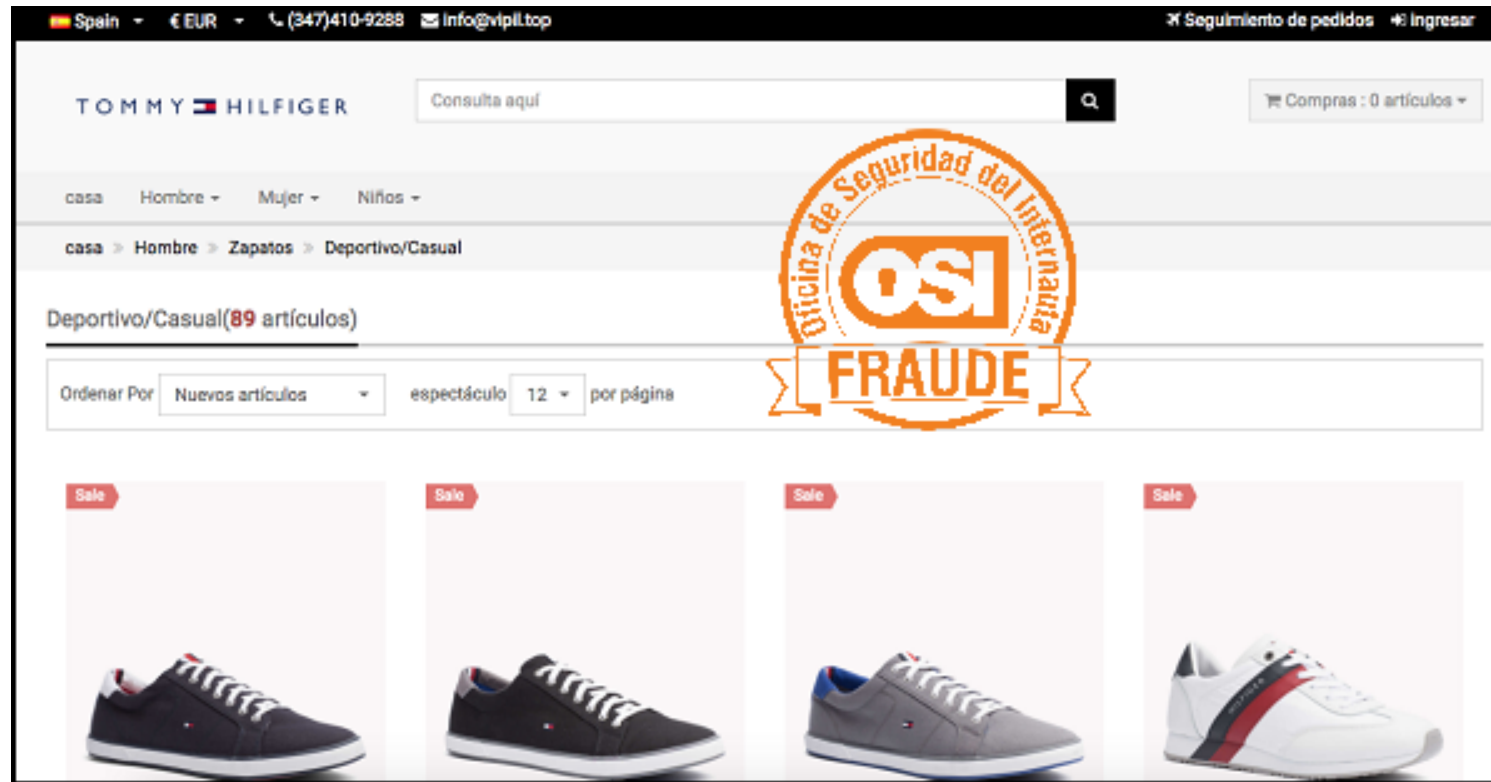 Spain € EUR (347)410-9288 info@vipil.top Seguimiento de pedidos ingresar
TOMMY HILFIGER Consulta aquí Compras : 0 artículos
casa Hombre Mujer Niños
casa » Hombre » Zapatos » Deportivo/Casual
Oficina de Seguridad del Internauta
OSI
FRAUDE
Deportivo/Casual(89 artículos)
Ordenar Por Nuevos artículos espectáculo 12 por página
Sale Sale Sale Sale
HILFIGER